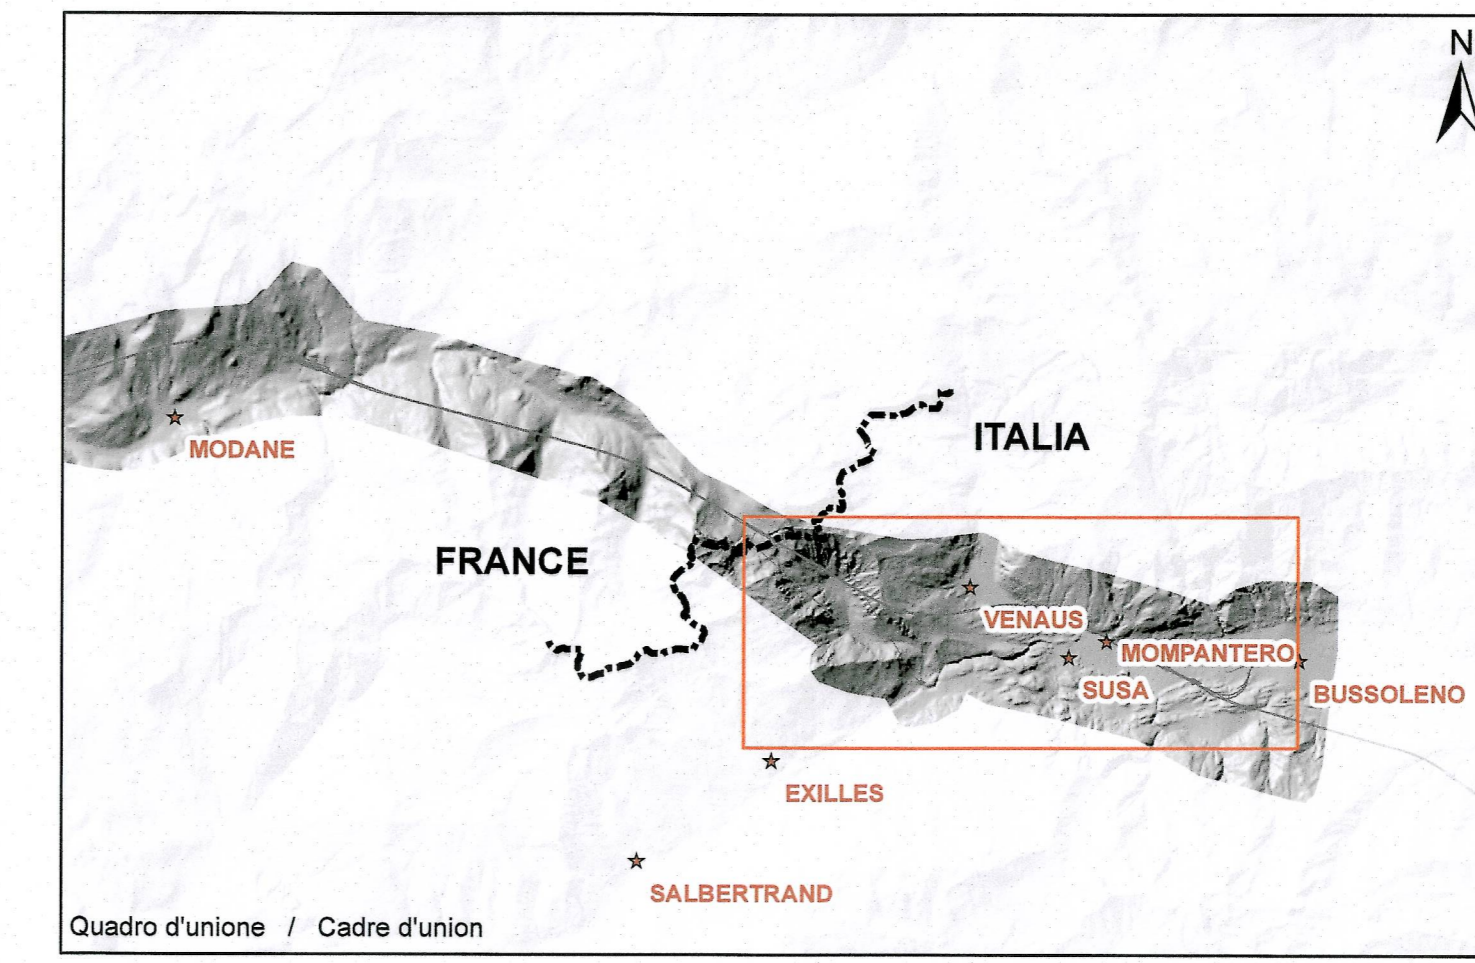 N
ITALIA
MODANE
FRANCE
VENAUS
MOMPANTERO
SUSA
BUSSOLENO
EXILLES
SALBERTRAND
Quadro d'unione / Cadre d'union